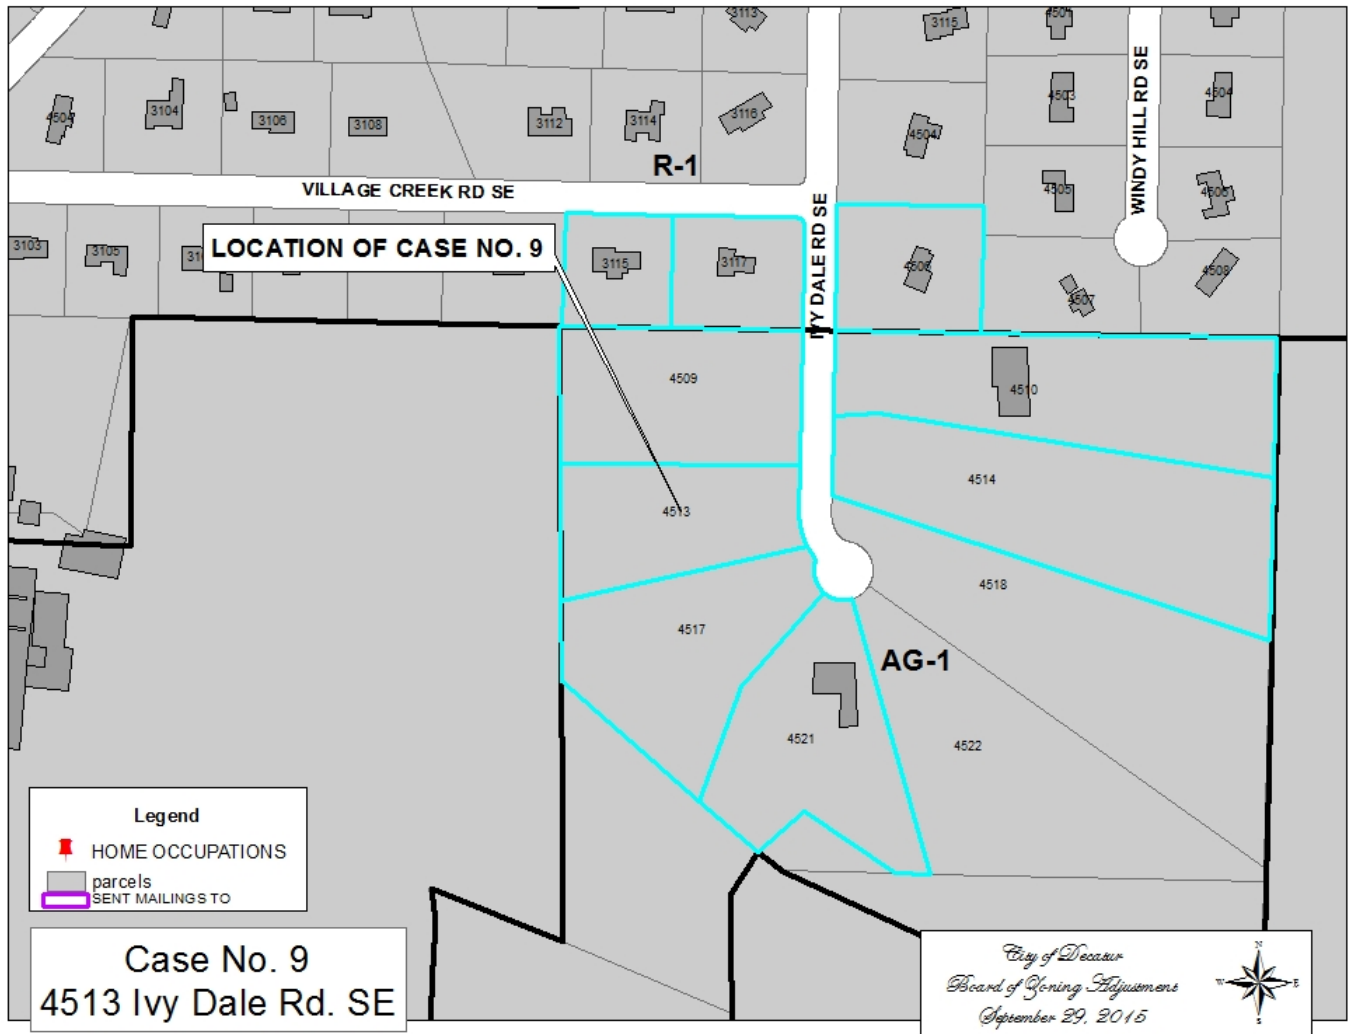 3113
3115
4501
4504
3104
3106
3108
3112
3114
3116
4504
4503
4504
R-1
WINDY HILL RD SE
VILLAGE CREEK RD SE
4505
4506
IVY DALE RD SE
3103
3105
310
LOCATION OF CASE NO. 9
3115
3117
4506
4507
4508
4509
4510
4514
4513
4518
4517
AG-1
4521
4522
Legend
HOME OCCUPATIONS
parcels
SENT MAILINGS TO
Case No. 9
4513 Ivy Dale Rd. SE
City of Decatur
Board of Zoning Adjustment
September 29, 2015
N
W
E
S